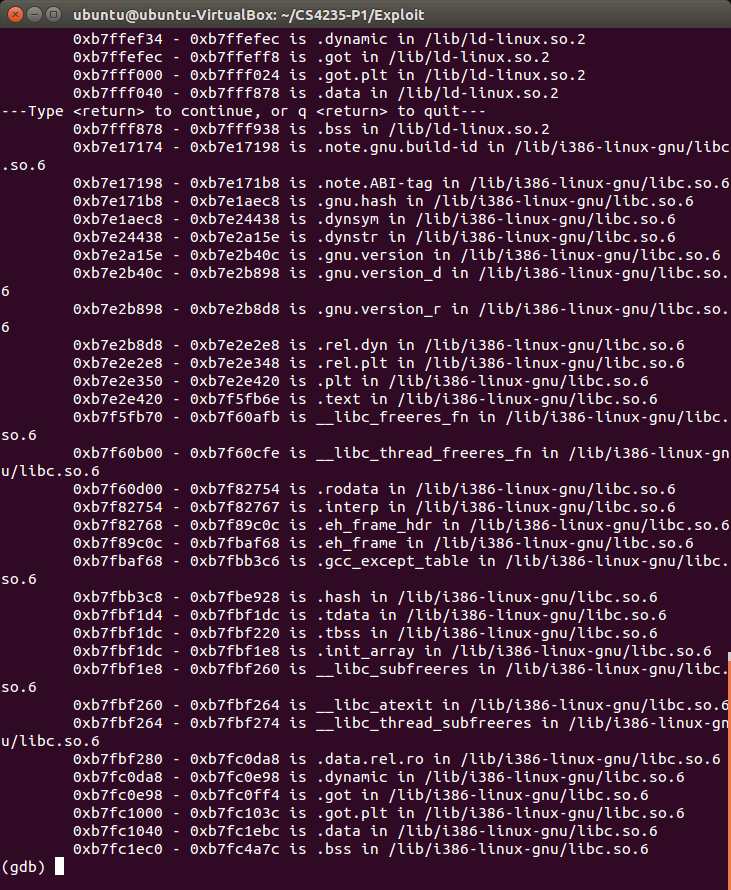 ubuntu@ubuntu-VirtualBox: ~/CS4235-P1/Exploit
0xb7ffef34 - 0xb7ffefec is .dynamic in /lib/ld-linux.so.2
0xb7ffefec - 0xb7ffeff8 is .got in /lib/ld-linux.so.2
0xb7fff000 - 0xb7fff024 is .got.plt in /lib/ld-linux.so.2
0xb7fff040 - 0xb7fff878 is .data in /lib/ld-linux.so.2
---Type <return> to continue, or q <return> to quit---
0xb7fff878 - 0xb7fff938 is .bss in /lib/ld-linux.so.2
0xb7e17174 - 0xb7e17198 is .note.gnu.build-id in /lib/i386-linux-gnu/libc
.so.6
0xb7e17198 - 0xb7e171b8 is .note.ABI-tag in /lib/i386-linux-gnu/libc.so.6
0xb7e171b8 - 0xb7e1aec8 is .gnu.hash in /lib/i386-linux-gnu/libc.so.6
0xb7e1aec8 - 0xb7e24438 is .dynsym in /lib/i386-linux-gnu/libc.so.6
0xb7e24438 - 0xb7e2a15e is .dynstr in /lib/i386-linux-gnu/libc.so.6
0xb7e2a15e - 0xb7e2b40c is .gnu.version in /lib/i386-linux-gnu/libc.so.6
0xb7e2b40c - 0xb7e2b898 is .gnu.version_d in /lib/i386-linux-gnu/libc.so.
6
0xb7e2b898 - 0xb7e2b8d8 is .gnu.version_r in /lib/i386-linux-gnu/libc.so.
6
0xb7e2b8d8 - 0xb7e2e2e8 is .rel.dyn in /lib/i386-linux-gnu/libc.so.6
0xb7e2e2e8 - 0xb7e2e348 is .rel.plt in /lib/i386-linux-gnu/libc.so.6
0xb7e2e350 - 0xb7e2e420 is .plt in /lib/i386-linux-gnu/libc.so.6
0xb7e2e420 - 0xb7f5fb6e is .text in /lib/i386-linux-gnu/libc.so.6
0xb7f5fb70 - 0xb7f60afb is __libc_freeres_fn in /lib/i386-linux-gnu/libc.
so.6
0xb7f60b00 - 0xb7f60cfe is __libc_thread_freeres_fn in /lib/i386-linux-gn
u/libc.so.6
0xb7f60d00 - 0xb7f82754 is .rodata in /lib/i386-linux-gnu/libc.so.6
0xb7f82754 - 0xb7f82767 is .interp in /lib/i386-linux-gnu/libc.so.6
0xb7f82768 - 0xb7f89c0c is .eh_frame_hdr in /lib/i386-linux-gnu/libc.so.6
0xb7f89c0c - 0xb7fbaf68 is .eh_frame in /lib/i386-linux-gnu/libc.so.6
0xb7fbaf68 - 0xb7fbb3c6 is .gcc_except_table in /lib/i386-linux-gnu/libc.
so.6
0xb7fbb3c8 - 0xb7fbe928 is .hash in /lib/i386-linux-gnu/libc.so.6
0xb7fbf1d4 - 0xb7fbf1dc is .tdata in /lib/i386-linux-gnu/libc.so.6
0xb7fbf1dc - 0xb7fbf220 is .tbss in /lib/i386-linux-gnu/libc.so.6
0xb7fbf1dc - 0xb7fbf1e8 is .init_array in /lib/i386-linux-gnu/libc.so.6
0xb7fbf1e8 - 0xb7fbf260 is __libc_subfreeres in /lib/i386-linux-gnu/libc.
so.6
0xb7fbf260 - 0xb7fbf264 is __libc_atexit in /lib/i386-linux-gnu/libc.so.6
0xb7fbf264 - 0xb7fbf274 is __libc_thread_subfreeres in /lib/i386-linux-gn
u/libc.so.6
0xb7fbf280 - 0xb7fc0da8 is .data.rel.ro in /lib/i386-linux-gnu/libc.so.6
0xb7fc0da8 - 0xb7fc0e98 is .dynamic in /lib/i386-linux-gnu/libc.so.6
0xb7fc0e98 - 0xb7fc0ff4 is .got in /lib/i386-linux-gnu/libc.so.6
0xb7fc1000 - 0xb7fc103c is .got.plt in /lib/i386-linux-gnu/libc.so.6
0xb7fc1040 - 0xb7fc1ebc is .data in /lib/i386-linux-gnu/libc.so.6
0xb7fc1ec0 - 0xb7fc4a7c is .bss in /lib/i386-linux-gnu/libc.so.6
(gdb)